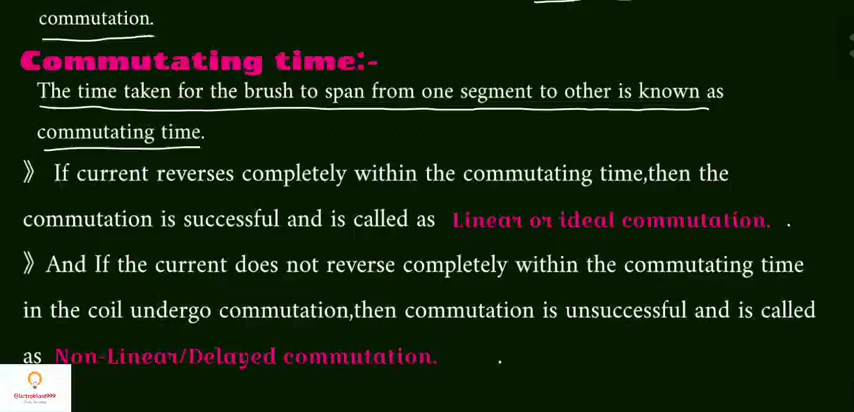 commutation.
Commutating time:-
The time taken for the brush to span from one segment to other is known as
commutating time.
》 If current reverses completely within the commutating time,then the
commutation is successful and is called as Linear or ideal commutation. .
》And If the current does not reverse completely within the commutating time
in the coil undergo commutation,then commutation is unsuccessful and is called
as Non-Linear/Delayed commutation. .